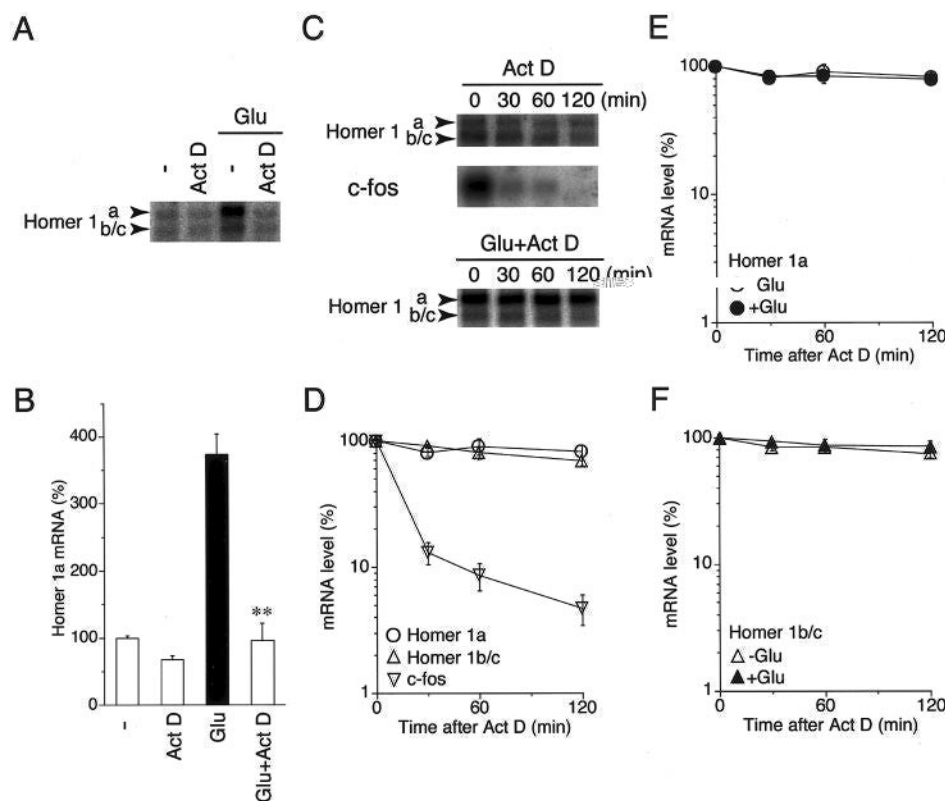 A
Glu
-
Act D
-
Act D
Homer 1
a
b/c
B
Homer 1a mRNA (%)
400
300
200
100
0
**
-
Act D
Glu
Glu+Act D
C
Act D
0 30 60 120 (min)
Homer 1
a
b/c
c-fos
Glu+Act D
0 30 60 120 (min)
Homer 1
a
b/c
D
mRNA level (%)
100
10
1
Homer 1a
Homer 1b/c
c-fos
0 60 120
Time after Act D (min)
E
mRNA level (%)
100
10
1
Homer 1a
Glu
+Glu
0 60 120
Time after Act D (min)
F
mRNA level (%)
100
10
1
Homer 1b/c
-Glu
+Glu
0 60 120
Time after Act D (min)